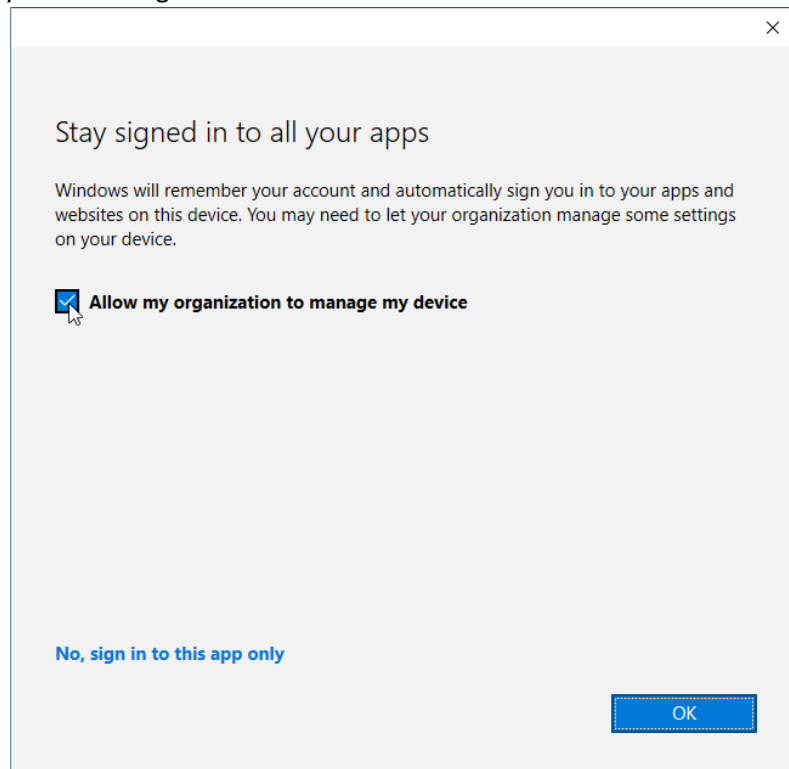 Stay signed in to all your apps
Windows will remember your account and automatically sign you in to your apps and
websites on this device. You may need to let your organization manage some settings
on your device.
Allow my organization to manage my device
No, sign in to this app only
OK